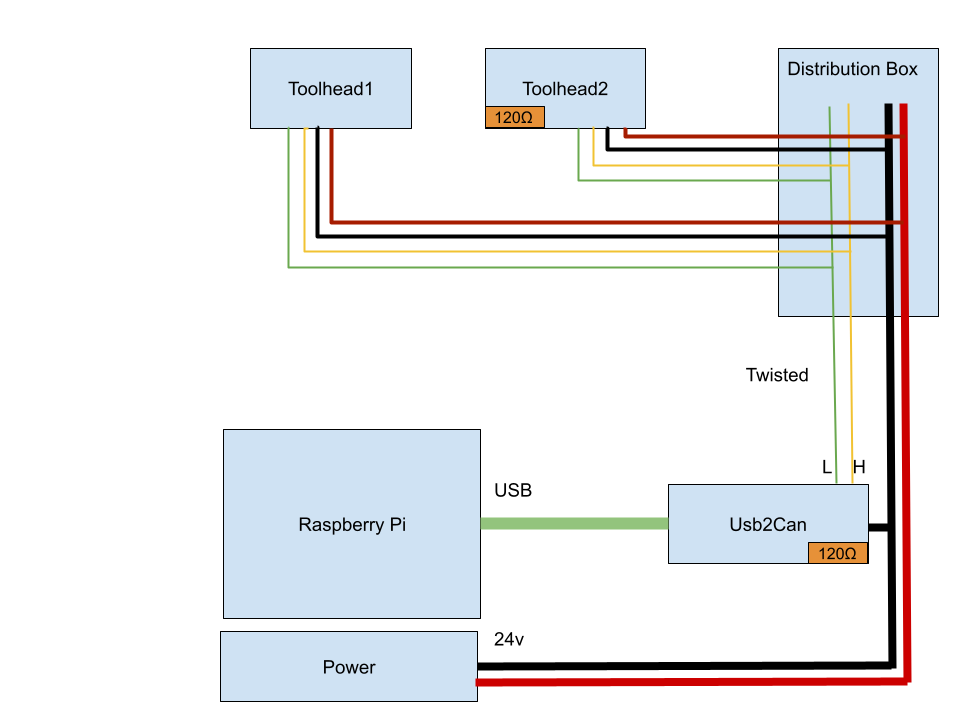 Toolhead1
Toolhead2
120Ω
Distribution Box
Twisted
L
H
Raspberry Pi
USB
Usb2Can
120Ω
24v
Power